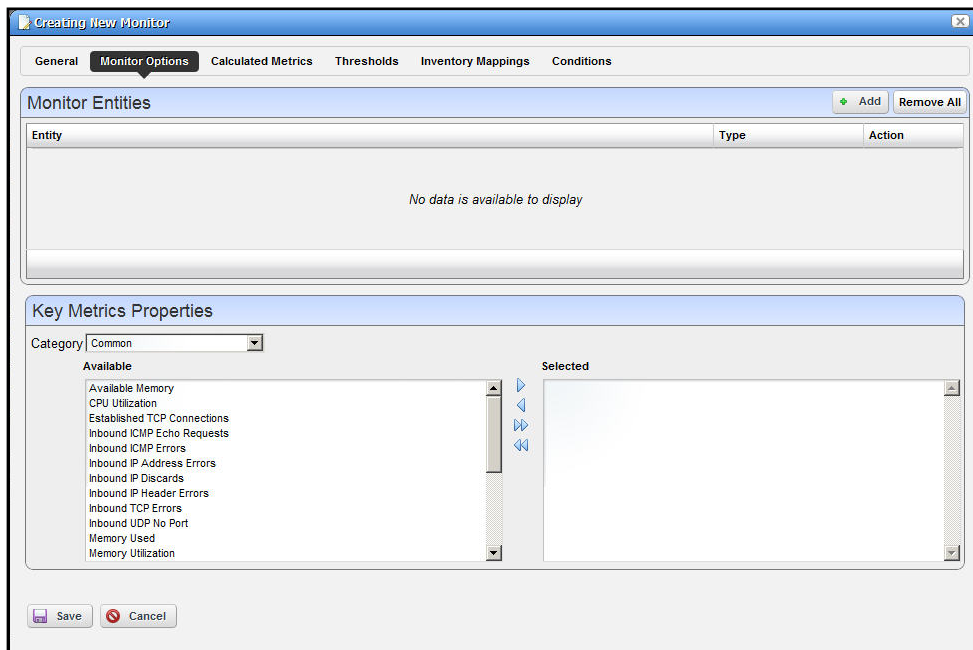 Creating New Monitor
General Monitor Options Calculated Metrics Thresholds Inventory Mappings Conditions
Monitor Entities Add Remove All
Entity Type Action
No data is available to display
Key Metrics Properties
Category Common
Available Selected
Available Memory
CPU Utilization
Established TCP Connections
Inbound ICMP Echo Requests
Inbound ICMP Errors
Inbound IP Address Errors
Inbound IP Discards
Inbound IP Header Errors
Inbound TCP Errors
Inbound UDP No Port
Memory Used
Memory Utilization
Save Cancel